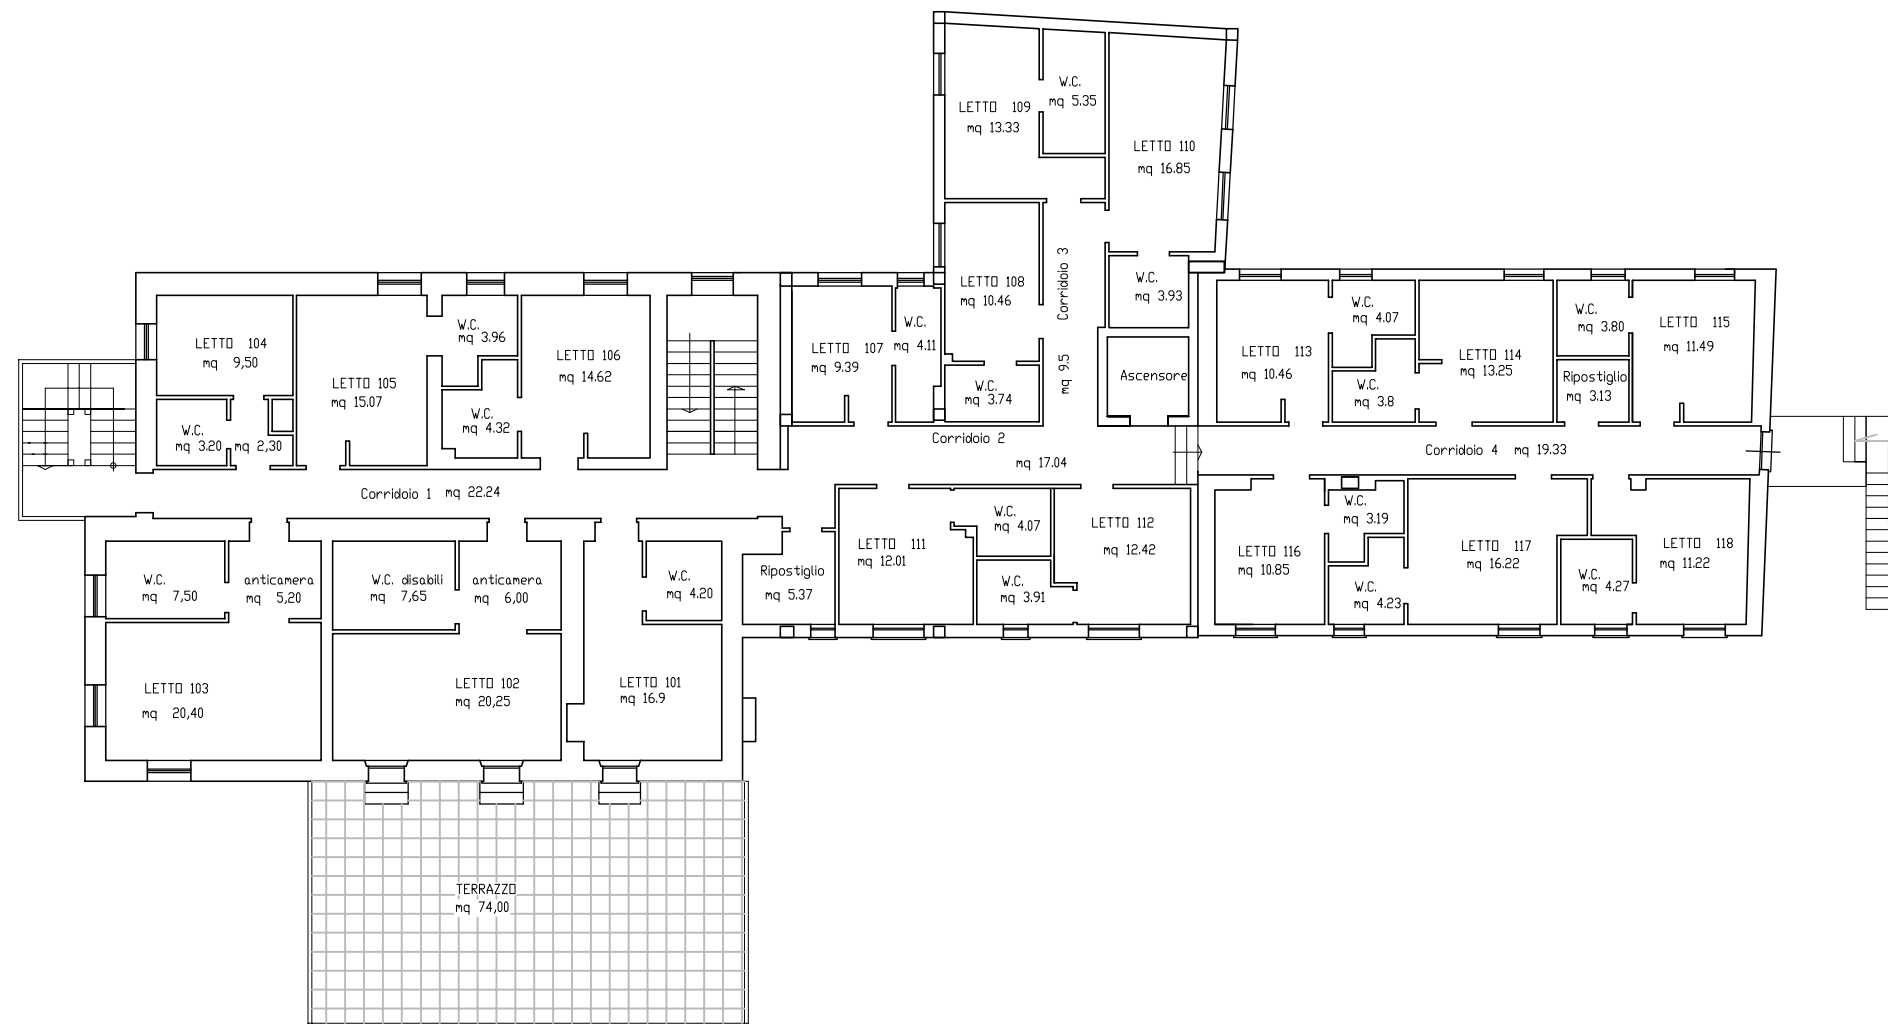 LETTO 109
mq 13.33
W.C.
mq 5.35
LETTO 110
mq 16.85
LETTO 108
mq 10.46
Corridoio 3
mq 9.5
W.C.
mq 3.93
W.C.
mq 3.74
Ascensore
LETTO 104
mq 9,50
W.C.
mq 3.20
mq 2,30
LETTO 105
mq 15.07
W.C.
mq 3.96
W.C.
mq 4.32
LETTO 106
mq 14.62
LETTO 107
mq 9.39
W.C.
mq 4.11
LETTO 113
mq 10.46
W.C.
mq 4.07
W.C.
mq 3.8
LETTO 114
mq 13.25
W.C.
mq 3.80
Ripostiglio
mq 3.13
LETTO 115
mq 11.49
Corridoio 1 mq 22.24
Corridoio 2
mq 17.04
Corridoio 4 mq 19.33
W.C.
mq 7,50
anticamera
mq 5,20
W.C. disabili
mq 7,65
anticamera
mq 6,00
W.C.
mq 4.20
Ripostiglio
mq 5.37
LETTO 111
mq 12.01
W.C.
mq 4.07
W.C.
mq 3.91
LETTO 112
mq 12.42
LETTO 116
mq 10.85
W.C.
mq 3.19
W.C.
mq 4.23
LETTO 117
mq 16.22
W.C.
mq 4.27
LETTO 118
mq 11.22
LETTO 103
mq 20,40
LETTO 102
mq 20,25
LETTO 101
mq 16.9
TERRAZZO
mq 74,00